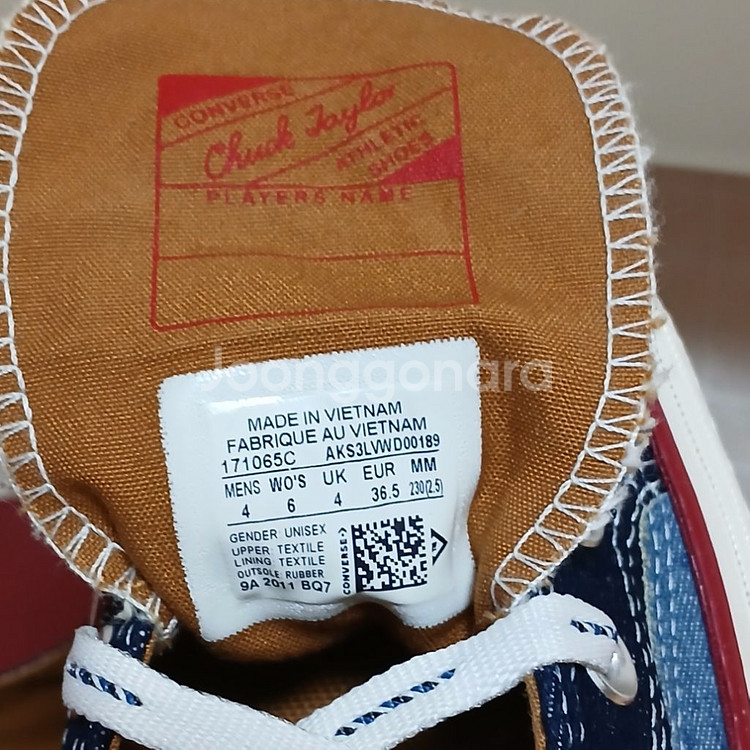 CONVERSE
Chuck Taylor
ATHLETIC
SHOES
PLAYERS NAME
Joonggonara
MADE IN VIETNAM
FABRIQUE AU VIETNAM
171065C AKS3LVWD00189
MENS WO'S UK EUR MM
4 6 4 36.5 230(2.5)
GENDER UNISEX
UPPER TEXTILE
LINING TEXTILE
OUTSOLE RUBBER
9A 2011 BQ7
CONVERSE